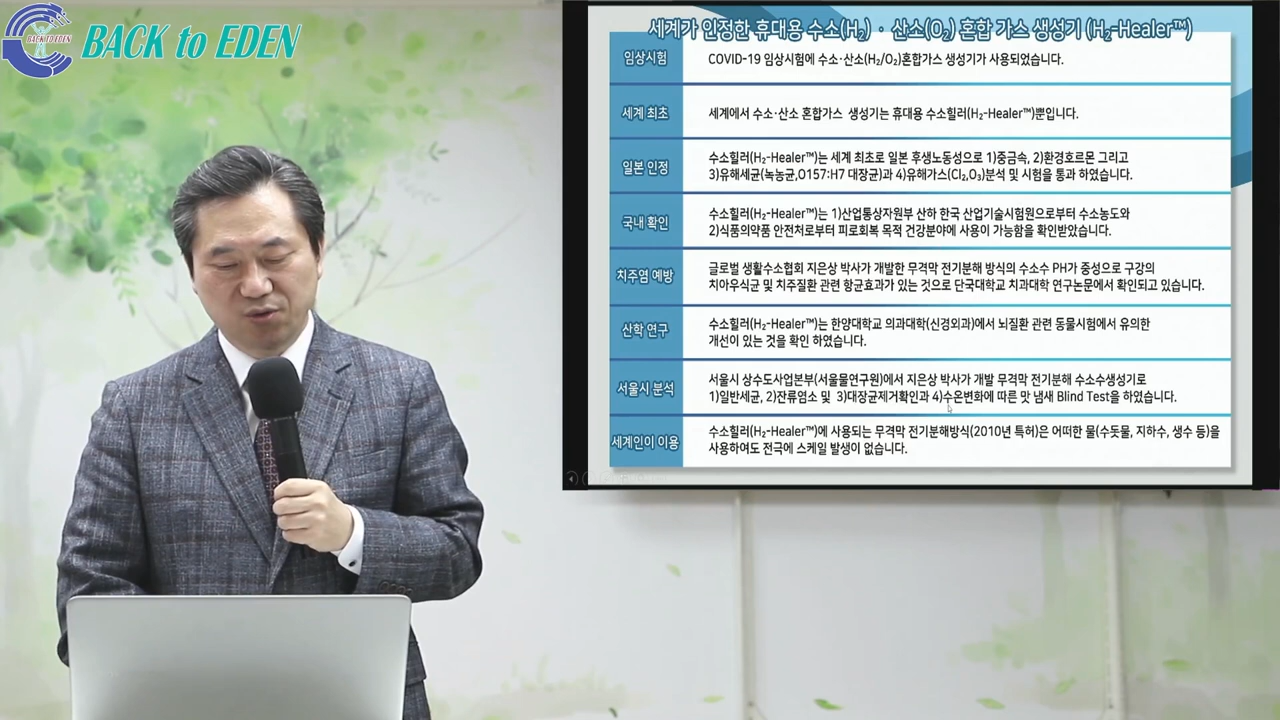 BACK to EDEN
BACK TO EDEN
세계가 인정한 휴대용 수소(H₂) · 산소(O₂) 혼합 가스 생성기 (H₂-Healer™)
임상시험
COVID-19 임상시험에 수소·산소(H₂/O₂)혼합가스 생성기가 사용되었습니다.
세계 최초
세계에서 수소·산소 혼합가스 생성기는 휴대용 수소힐러(H₂-Healer™)뿐입니다.
일본 인정
수소힐러(H₂-Healer™)는 세계 최초로 일본 후생노동성으로 1)중금속, 2)환경호르몬 그리고
3)유해세균(녹농균,O157:H7 대장균)과 4)유해가스(Cl₂,O₃)분석 및 시험을 통과 하였습니다.
국내 확인
수소힐러(H₂-Healer™)는 1)산업통상자원부 산하 한국 산업기술시험원으로부터 수소농도와
2)식품의약품 안전처로부터 피로회복 목적 건강분야에 사용이 가능함을 확인받았습니다.
치주염 예방
글로벌 생활수소협회 지은상 박사가 개발한 무격막 전기분해 방식의 수소수 PH가 중성으로 구강의
치아우식균 및 치주질환 관련 항균효과가 있는 것으로 단국대학교 치과대학 연구논문에서 확인되고 있습니다.
산학 연구
수소힐러(H₂-Healer™)는 한양대학교 의과대학(신경외과)에서 뇌질환 관련 동물시험에서 유의한
개선이 있는 것을 확인 하였습니다.
서울시 분석
서울시 상수도사업본부(서울물연구원)에서 지은상 박사가 개발 무격막 전기분해 수소수생성기로
1)일반세균, 2)잔류염소 및 3)대장균제거확인과 4)수온변화에 따른 맛 냄새 Blind Test을 하였습니다.
세계인이 이용
수소힐러(H₂-Healer™)에 사용되는 무격막 전기분해방식(2010년 특허)은 어떠한 물(수돗물, 지하수, 생수 등)을
사용하여도 전극에 스케일 발생이 없습니다.